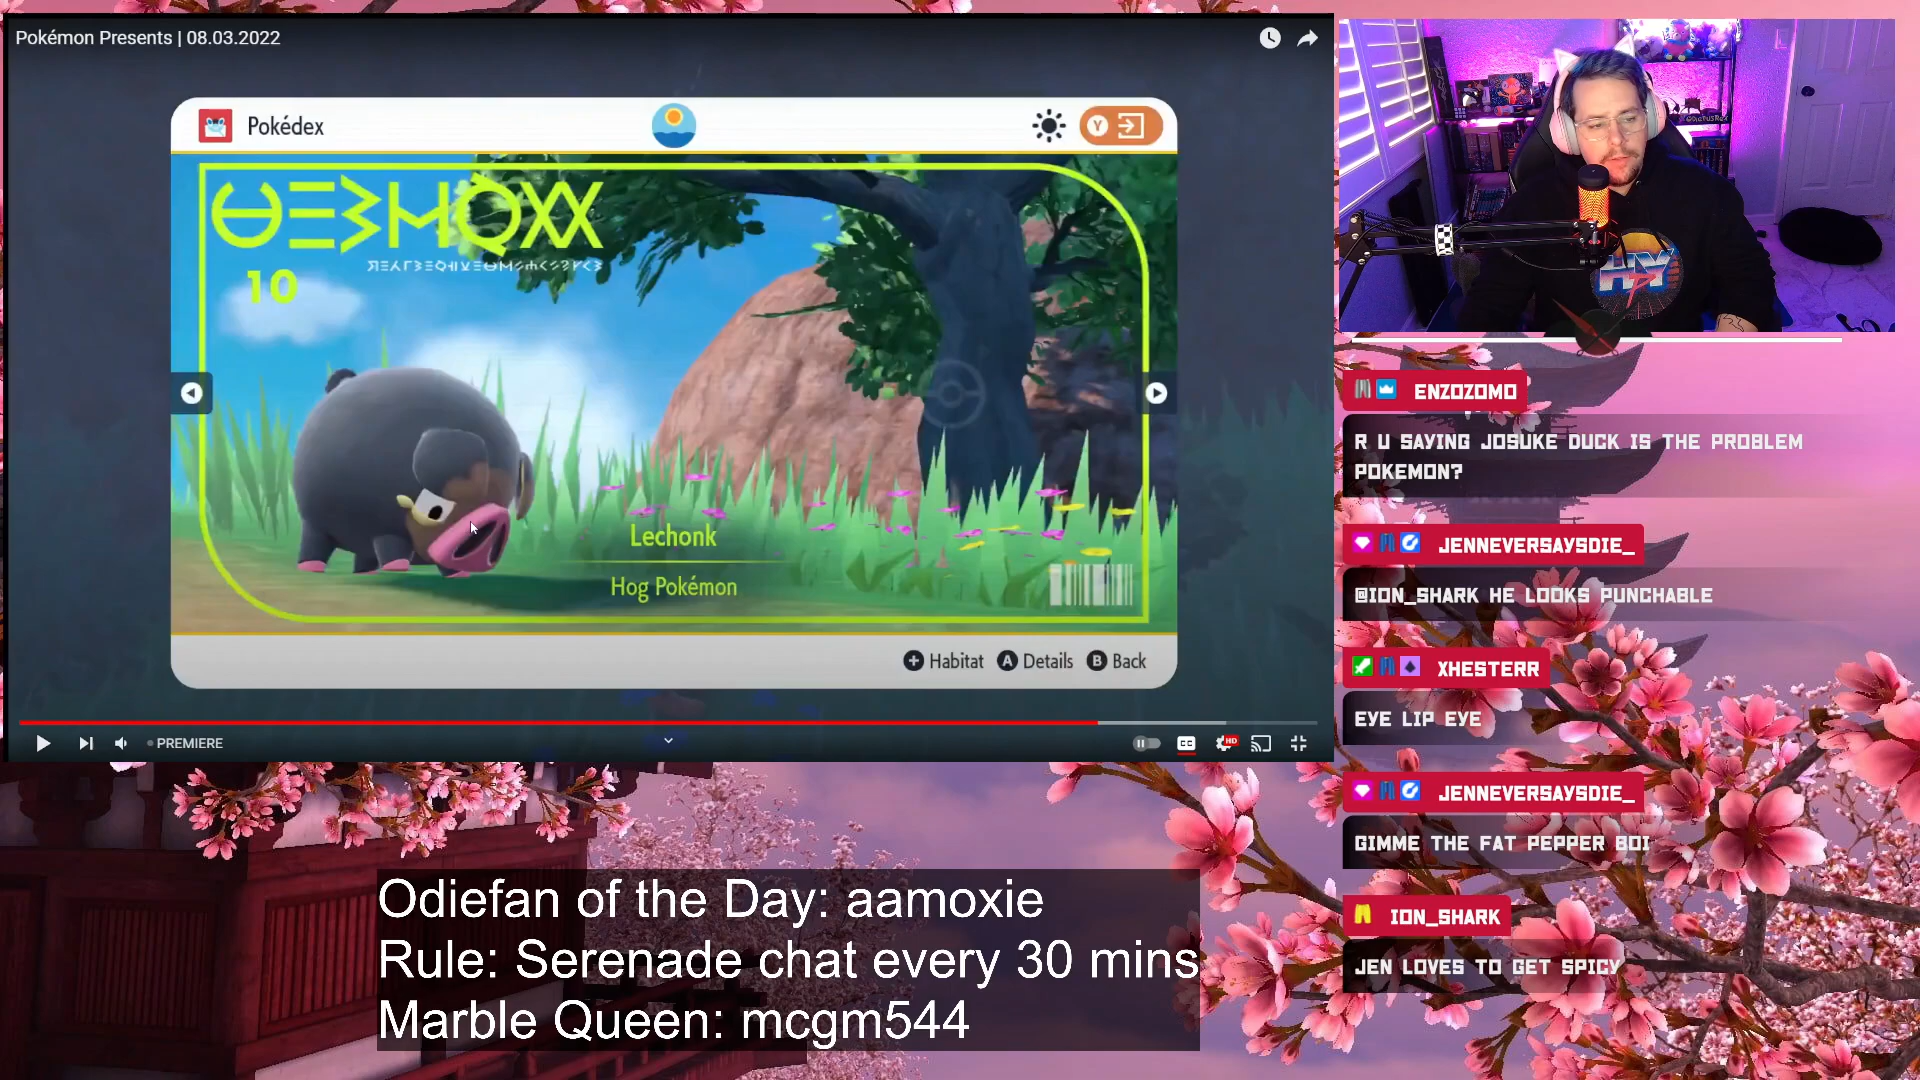 Pokémon Presents | 08.03.2022
Pokédex
Y
10
Lechonk
Hog Pokémon
+ Habitat A Details B Back
PREMIERE
CC
HD
ENZOZOMO
R U SAYING JOSUKE DUCK IS THE PROBLEM
POKEMON?
JENNEVERSAYSDIE_
@ION_SHARK HE LOOKS PUNCHABLE
XHESTERR
EYE LIP EYE
JENNEVERSAYSDIE_
GIMME THE FAT PEPPER BOI
ION_SHARK
JEN LOVES TO GET SPICY
Odiefan of the Day: aamoxie
Rule: Serenade chat every 30 mins
Marble Queen: mcgm544